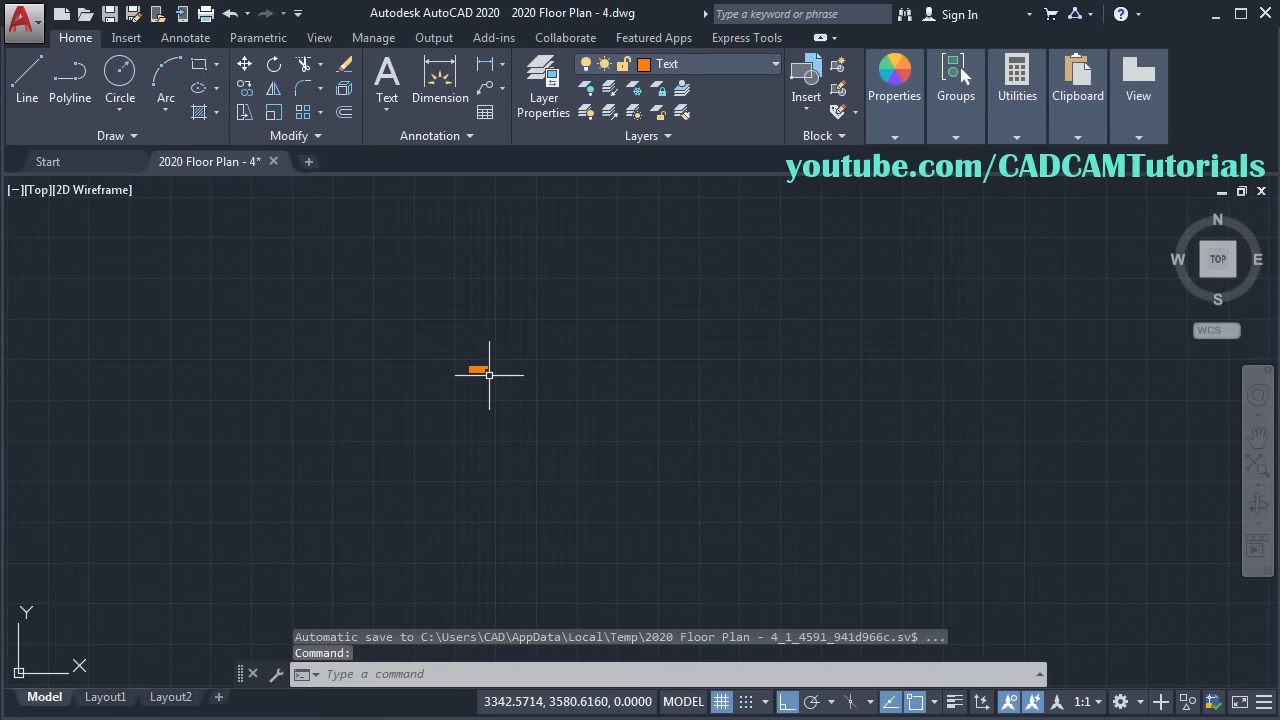 Autodesk AutoCAD 2020 2020 Floor Plan - 4.dwg
Type a keyword or phrase
Sign In
Home Insert Annotate Parametric View Manage Output Add-ins Collaborate Featured Apps Express Tools
Line Polyline Circle Arc
Text Dimension
Layer Properties
Text
Insert
Properties Groups Utilities Clipboard View
Draw Modify Annotation Layers Block
Start 2020 Floor Plan - 4*
youtube.com/CADCAMTutorials
[−][Top][2D Wireframe]
N
W TOP E
S
WCS
Y
X
Automatic save to C:\Users\CAD\AppData\Local\Temp\2020 Floor Plan - 4_1_4591_941d966c.sv$ ...
Command:
Type a command
Model Layout1 Layout2
3342.5714, 3580.6160, 0.0000 MODEL 1:1